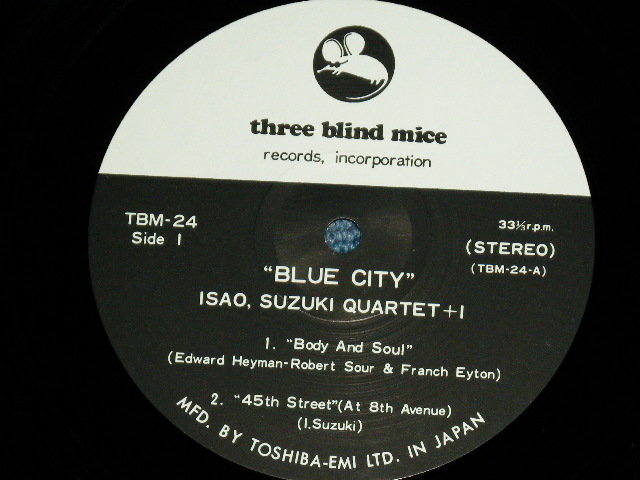 three blind mice
records, incorporation
TBM-24
Side 1
33⅓r.p.m.
(STEREO)
(TBM-24-A)
"BLUE CITY"
ISAO, SUZUKI QUARTET+1
1. "Body And Soul"
(Edward Heyman-Robert Sour & Franch Eyton)
2. "45th Street"(At 8th Avenue)
(I.Suzuki)
MFD. BY TOSHIBA-EMI LTD. IN JAPAN